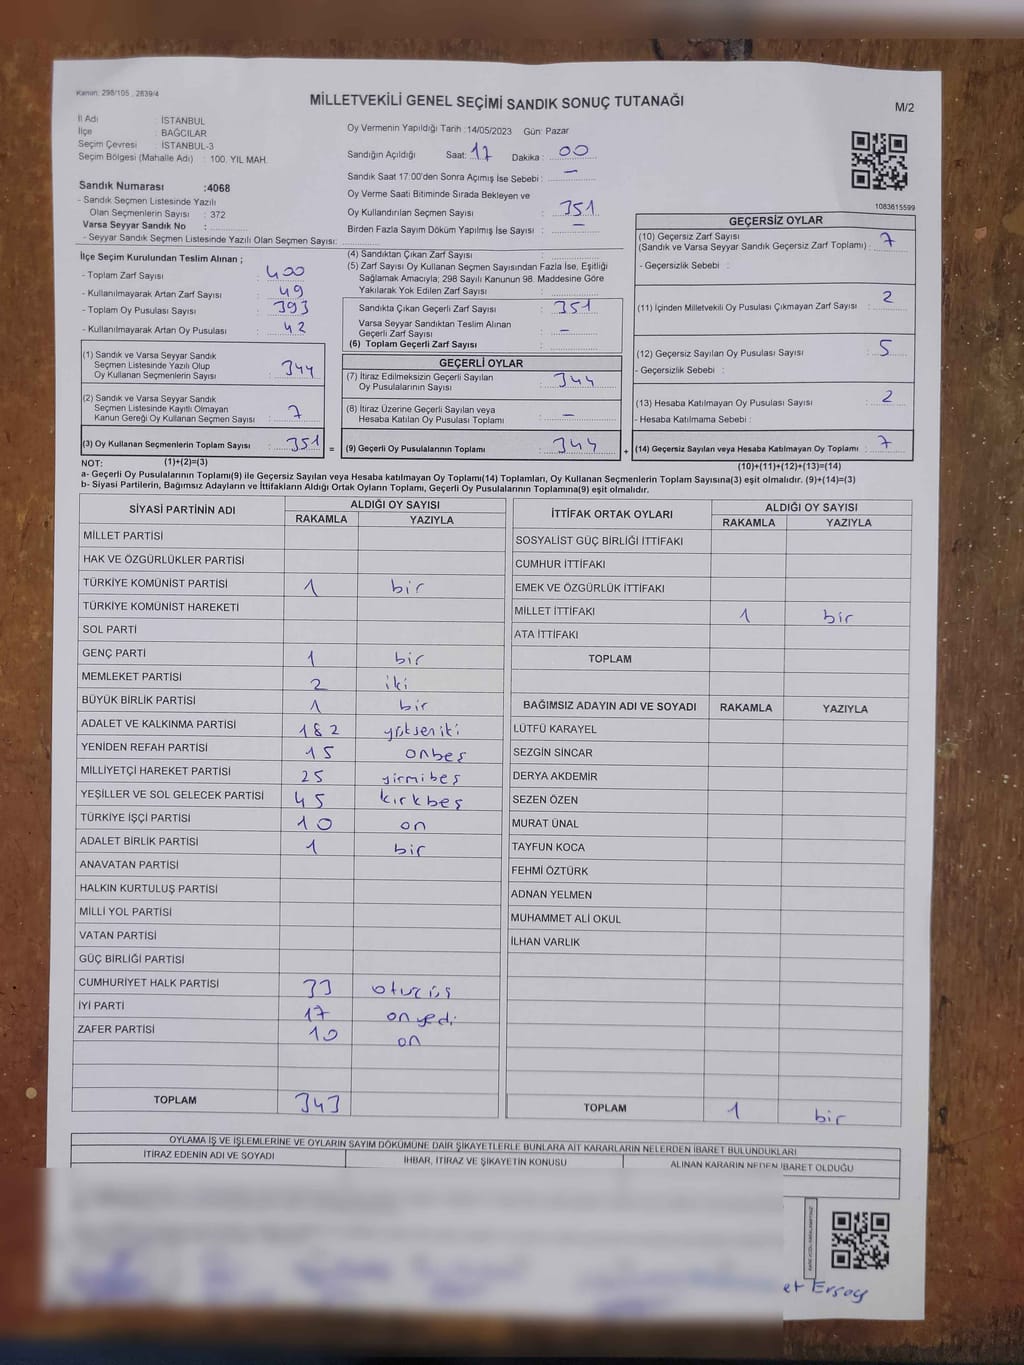 Kanun: 298/105 , 2839/4
MİLLETVEKİLİ GENEL SEÇİMİ SANDIK SONUÇ TUTANAĞI
M/2
İl Adı : İSTANBUL
İlçe : BAĞCILAR
Seçim Çevresi : İSTANBUL-3
Seçim Bölgesi (Mahalle Adı) : 100. YIL MAH.
Sandık Numarası :4068
- Sandık Seçmen Listesinde Yazılı
Olan Seçmenlerin Sayısı : 372
Varsa Seyyar Sandık No :
- Seyyar Sandık Seçmen Listesinde Yazılı Olan Seçmen Sayısı:
Oy Vermenin Yapıldığı Tarih :14/05/2023 Gün: Pazar
Sandığın Açıldığı Saat: 17 Dakika : 00
Sandık Saat 17:00'den Sonra Açımış İse Sebebi : —
Oy Verme Saati Bitiminde Sırada Bekleyen ve
Oy Kullandırılan Seçmen Sayısı : 351
Birden Fazla Sayım Döküm Yapılmış İse Sayısı : —
1083615599
İlçe Seçim Kurulundan Teslim Alınan ;
- Toplam Zarf Sayısı : 400
- Kullanılmayarak Artan Zarf Sayısı : 49
- Toplam Oy Pusulası Sayısı : 393
- Kullanılmayarak Artan Oy Pusulası : 42
(4) Sandıktan Çıkan Zarf Sayısı :
(5) Zarf Sayısı Oy Kullanan Seçmen Sayısından Fazla İse, Eşitliği
Sağlamak Amacıyla; 298 Sayılı Kanunun 98. Maddesine Göre
Yakılarak Yok Edilen Zarf Sayısı :
Sandıkta Çıkan Geçerli Zarf Sayısı : 351
Varsa Seyyar Sandıktan Teslim Alınan
Geçerli Zarf Sayısı : —
(6) Toplam Geçerli Zarf Sayısı :
GEÇERSİZ OYLAR
(10) Geçersiz Zarf Sayısı
(Sandık ve Varsa Seyyar Sandık Geçersiz Zarf Toplamı) : 7
- Geçersizlik Sebebi :
(11) İçinden Milletvekili Oy Pusulası Çıkmayan Zarf Sayısı : 2
(12) Geçersiz Sayılan Oy Pusulası Sayısı : 5
- Geçersizlik Sebebi :
(13) Hesaba Katılmayan Oy Pusulası Sayısı : 2
- Hesaba Katılmama Sebebi :
(14) Geçersiz Sayılan veya Hesaba Katılmayan Oy Toplamı : 7
(10)+(11)+(12)+(13)=(14)
(1) Sandık ve Varsa Seyyar Sandık
Seçmen Listesinde Yazılı Olup
Oy Kullanan Seçmenlerin Sayısı : 344
(2) Sandık ve Varsa Seyyar Sandık
Seçmen Listesinde Kayıtlı Olmayan
Kanun Gereği Oy Kullanan Seçmen Sayısı : 7
(3) Oy Kullanan Seçmenlerin Toplam Sayısı : 351 =
GEÇERLİ OYLAR
(7) İtiraz Edilmeksizin Geçerli Sayılan
Oy Pusulalarının Sayısı : 344
(8) İtiraz Üzerine Geçerli Sayılan veya
Hesaba Katılan Oy Pusulası Toplamı : —
(9) Geçerli Oy Pusulalarının Toplamı : 344 +
NOT: (1)+(2)=(3)
a- Geçerli Oy Pusulalarının Toplamı(9) ile Geçersiz Sayılan veya Hesaba katılmayan Oy Toplamı(14) Toplamları, Oy Kullanan Seçmenlerin Toplam Sayısına(3) eşit olmalıdır. (9)+(14)=(3)
b- Siyasi Partilerin, Bağımsız Adayların ve İttifakların Aldığı Ortak Oyların Toplamı, Geçerli Oy Pusulalarının Toplamına(9) eşit olmalıdır.
SİYASİ PARTİNİN ADI ALDIĞI OY SAYISI
RAKAMLA YAZIYLA
MİLLET PARTİSİ
HAK VE ÖZGÜRLÜKLER PARTİSİ
TÜRKİYE KOMÜNİST PARTİSİ 1 bir
TÜRKİYE KOMÜNİST HAREKETİ
SOL PARTİ
GENÇ PARTİ 1 bir
MEMLEKET PARTİSİ 2 iki
BÜYÜK BİRLİK PARTİSİ 1 bir
ADALET VE KALKINMA PARTİSİ 182
YENİDEN REFAH PARTİSİ 15 onbeş
MİLLİYETÇİ HAREKET PARTİSİ 25 yirmibeş
YEŞİLLER VE SOL GELECEK PARTİSİ 45 kırkbeş
TÜRKİYE İŞÇİ PARTİSİ 10 on
ADALET BİRLİK PARTİSİ 1 bir
ANAVATAN PARTİSİ
HALKIN KURTULUŞ PARTİSİ
MİLLİ YOL PARTİSİ
VATAN PARTİSİ
GÜÇ BİRLİĞİ PARTİSİ
CUMHURİYET HALK PARTİSİ 33 otuzüç
İYİ PARTİ 17 onyedi
ZAFER PARTİSİ 10 on
TOPLAM 343
İTTİFAK ORTAK OYLARI ALDIĞI OY SAYISI
RAKAMLA YAZIYLA
SOSYALİST GÜÇ BİRLİĞİ İTTİFAKI
CUMHUR İTTİFAKI
EMEK VE ÖZGÜRLÜK İTTİFAKI
MİLLET İTTİFAKI 1 bir
ATA İTTİFAKI
TOPLAM
BAĞIMSIZ ADAYIN ADI VE SOYADI RAKAMLA YAZIYLA
LÜTFÜ KARAYEL
SEZGİN SİNCAR
DERYA AKDEMİR
SEZEN ÖZEN
MURAT ÜNAL
TAYFUN KOCA
FEHMİ ÖZTÜRK
ADNAN YELMEN
MUHAMMET ALİ OKUL
İLHAN VARLIK
TOPLAM 1 bir
OYLAMA İŞ VE İŞLEMLERİNE VE OYLARIN SAYIM DÖKÜMÜNE DAİR ŞİKAYETLERLE BUNLARA AİT KARARLARIN NELERDEN İBARET BULUNDUKLARI
İTİRAZ EDENİN ADI VE SOYADI İHBAR, İTİRAZ VE ŞİKAYETİN KONUSU ALINAN KARARIN NEDEN İBARET OLDUĞU
et Ersoy